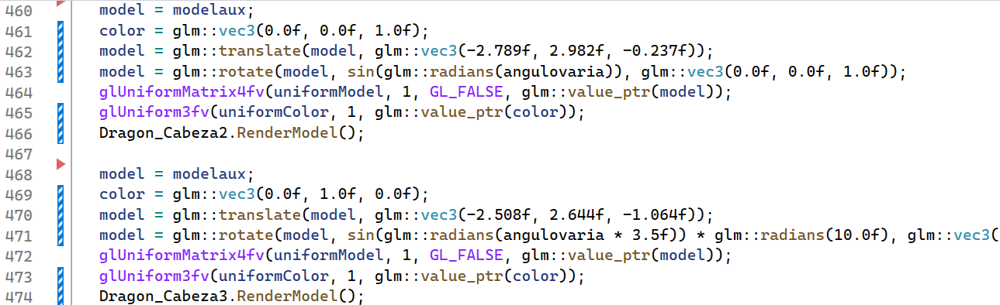 460 model = modelaux;
461 color = glm::vec3(0.0f, 0.0f, 1.0f);
462 model = glm::translate(model, glm::vec3(-2.789f, 2.982f, -0.237f));
463 model = glm::rotate(model, sin(glm::radians(angulovaria)), glm::vec3(0.0f, 0.0f, 1.0f));
464 glUniformMatrix4fv(uniformModel, 1, GL_FALSE, glm::value_ptr(model));
465 glUniform3fv(uniformColor, 1, glm::value_ptr(color));
466 Dragon_Cabeza2.RenderModel();
467
468 model = modelaux;
469 color = glm::vec3(0.0f, 1.0f, 0.0f);
470 model = glm::translate(model, glm::vec3(-2.508f, 2.644f, -1.064f));
471 model = glm::rotate(model, sin(glm::radians(angulovaria * 3.5f)) * glm::radians(10.0f), glm::vec3(
472 glUniformMatrix4fv(uniformModel, 1, GL_FALSE, glm::value_ptr(model));
473 glUniform3fv(uniformColor, 1, glm::value_ptr(color));
474 Dragon_Cabeza3.RenderModel();